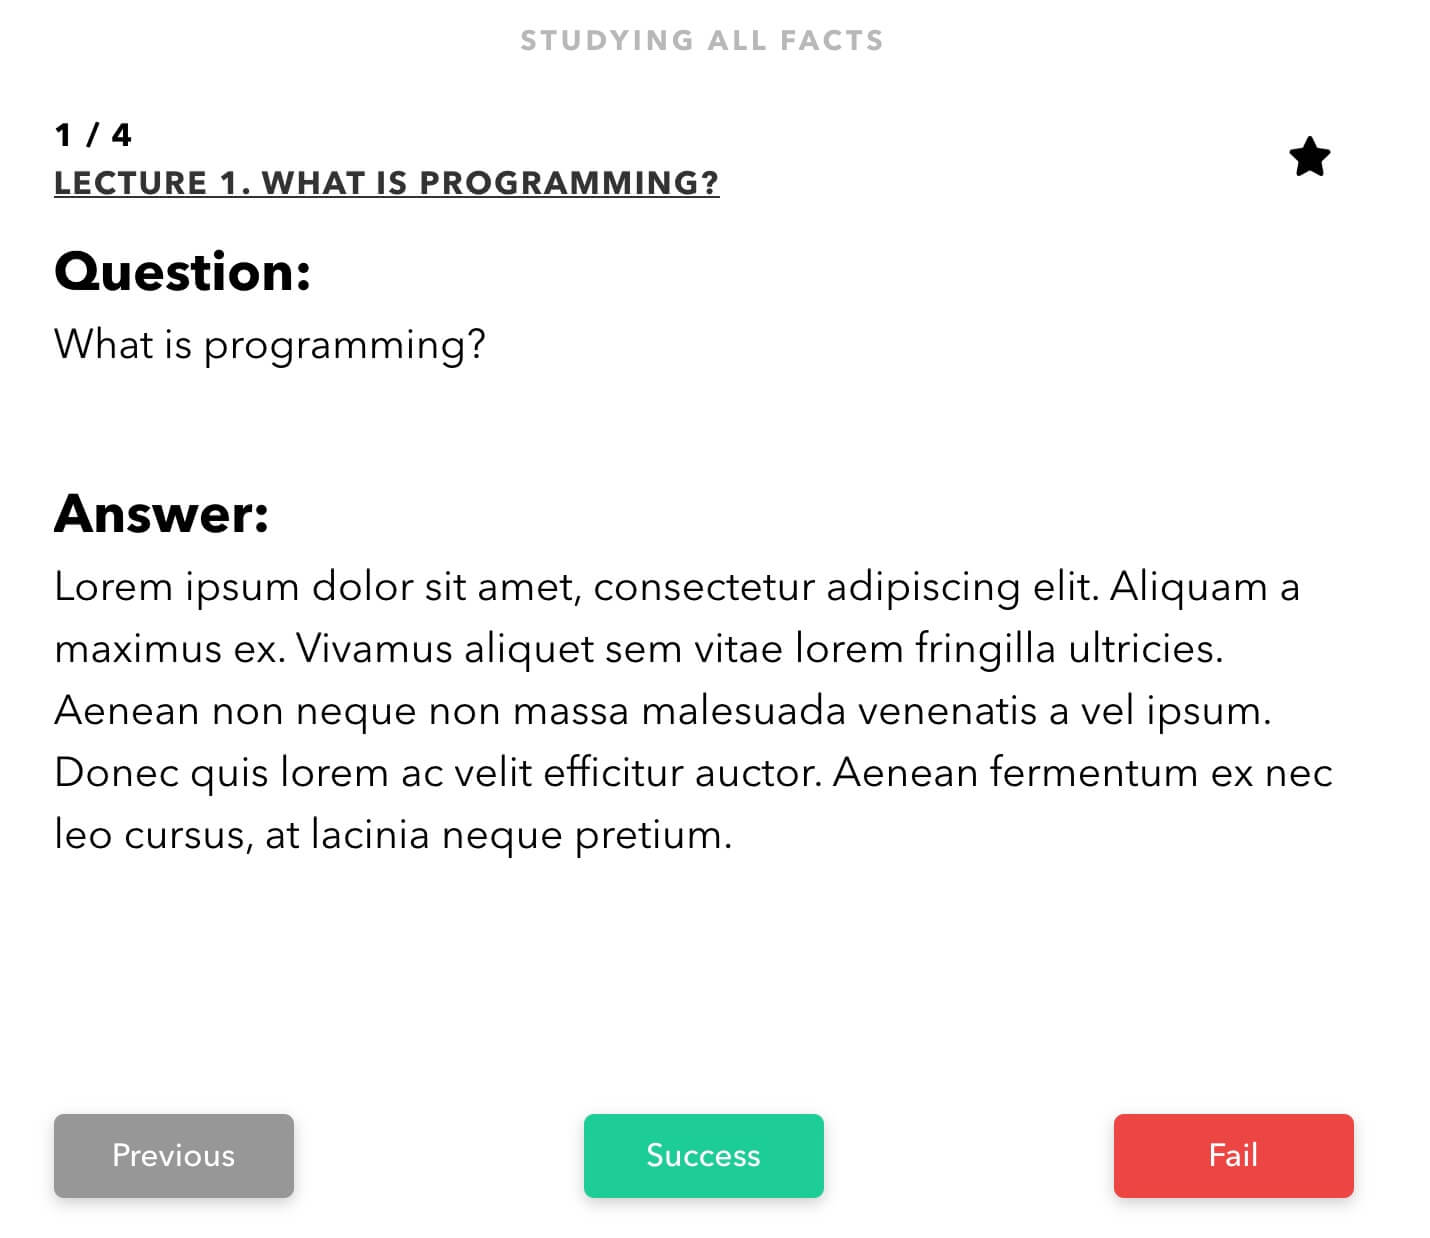 STUDYING ALL FACTS
1 / 4
LECTURE 1. WHAT IS PROGRAMMING?
Question:
What is programming?
Answer:
Lorem ipsum dolor sit amet, consectetur adipiscing elit. Aliquam a
maximus ex. Vivamus aliquet sem vitae lorem fringilla ultricies.
Aenean non neque non massa malesuada venenatis a vel ipsum.
Donec quis lorem ac velit efficitur auctor. Aenean fermentum ex nec
leo cursus, at lacinia neque pretium.
Previous
Success
Fail